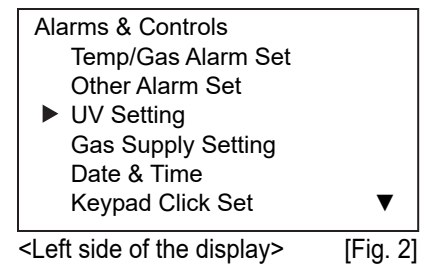 Alarms & Controls
Temp/Gas Alarm Set
Other Alarm Set
▶ UV Setting
Gas Supply Setting
Date & Time
Keypad Click Set ▼
<Left side of the display> [Fig. 2]